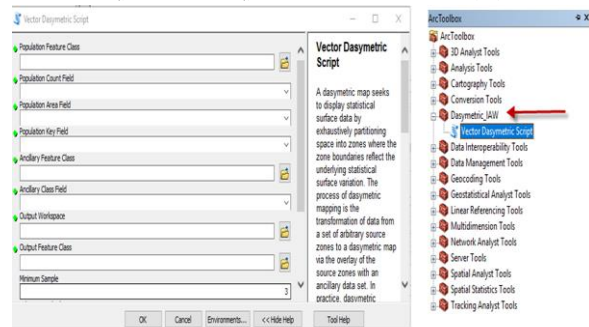 Vector Dasymetric Script
Population Feature Class
Population Count Field
Population Area Field
Population Key Field
Ancillary Feature Class
Ancillary Class Field
Output Workspace
Output Feature Class
Minimum Sample
3
OK
Cancel
Environments...
<< Hide Help
Tool Help
Vector Dasymetric
Script
A dasymetric map seeks
to display statistical
surface data by
exhaustively partitioning
space into zones where the
zone boundaries reflect the
underlying statistical
surface variation. The
process of dasymetric
mapping is the
transformation of data from
a set of arbitrary source
zones to a dasymetric map
via the overlay of the
source zones with an
ancillary data set. In
practice, dasymetric
ArcToolbox
ArcToolbox
3D Analyst Tools
Analysis Tools
Cartography Tools
Conversion Tools
Dasymetric_IAW
Vector Dasymetric Script
Data Interoperability Tools
Data Management Tools
Geocoding Tools
Geostatistical Analyst Tools
Linear Referencing Tools
Multidimension Tools
Network Analyst Tools
Server Tools
Spatial Analyst Tools
Spatial Statistics Tools
Tracking Analyst Tools